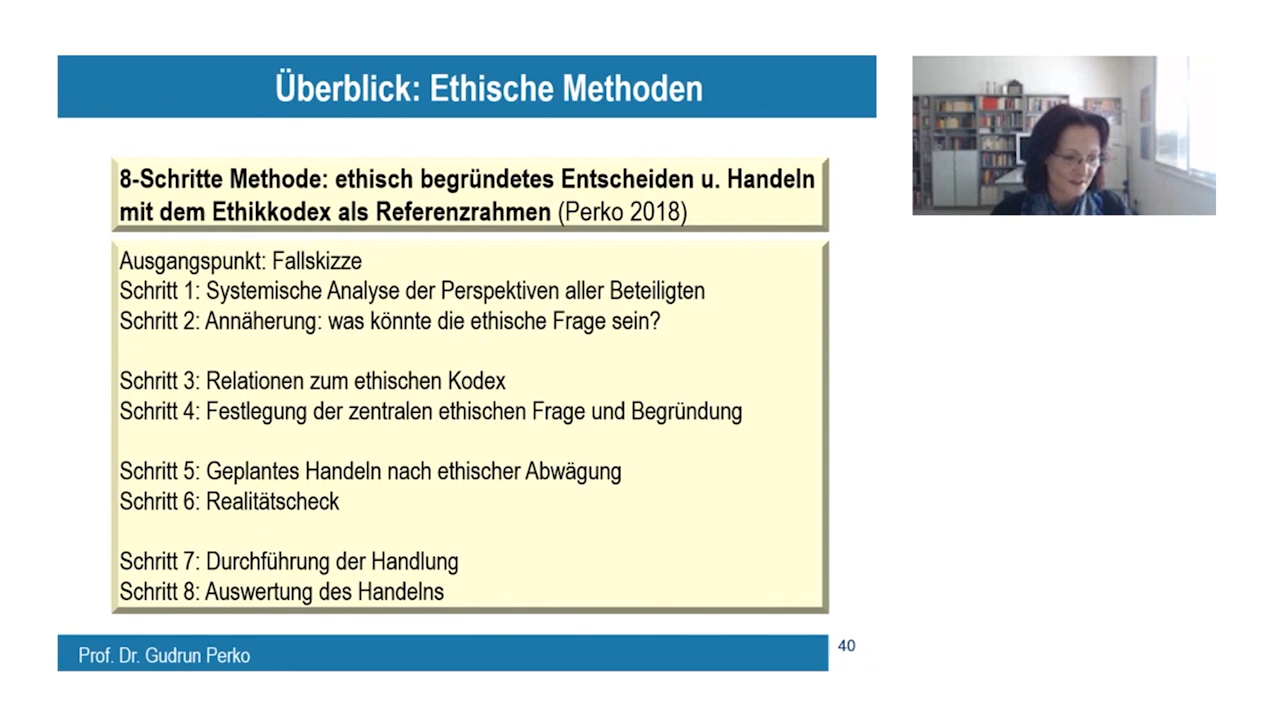 Überblick: Ethische Methoden
8-Schritte Methode: ethisch begründetes Entscheiden u. Handeln
mit dem Ethikkodex als Referenzrahmen (Perko 2018)
Ausgangspunkt: Fallskizze
Schritt 1: Systemische Analyse der Perspektiven aller Beteiligten
Schritt 2: Annäherung: was könnte die ethische Frage sein?
Schritt 3: Relationen zum ethischen Kodex
Schritt 4: Festlegung der zentralen ethischen Frage und Begründung
Schritt 5: Geplantes Handeln nach ethischer Abwägung
Schritt 6: Realitätscheck
Schritt 7: Durchführung der Handlung
Schritt 8: Auswertung des Handelns
Prof. Dr. Gudrun Perko
40